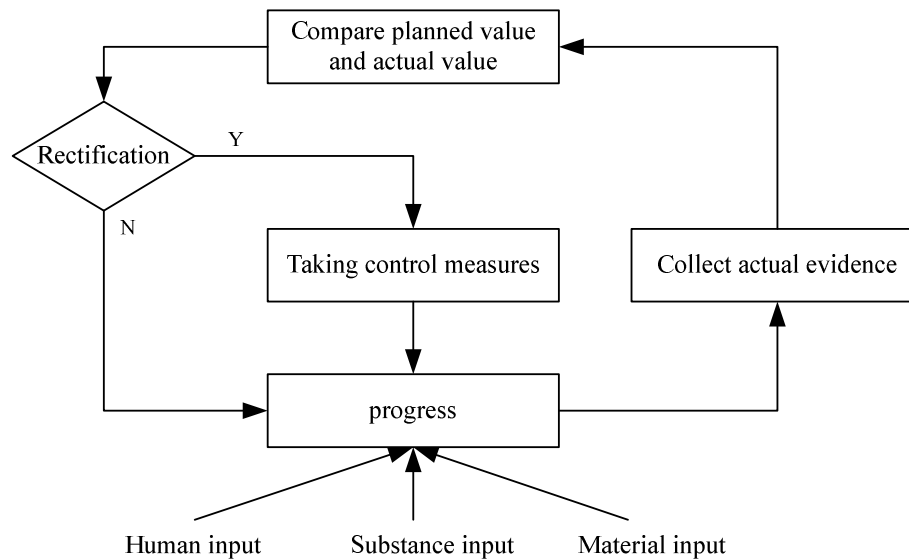 Compare planned value
and actual value
Rectification
Y
N
Taking control measures
Collect actual evidence
progress
Human input
Substance input
Material input